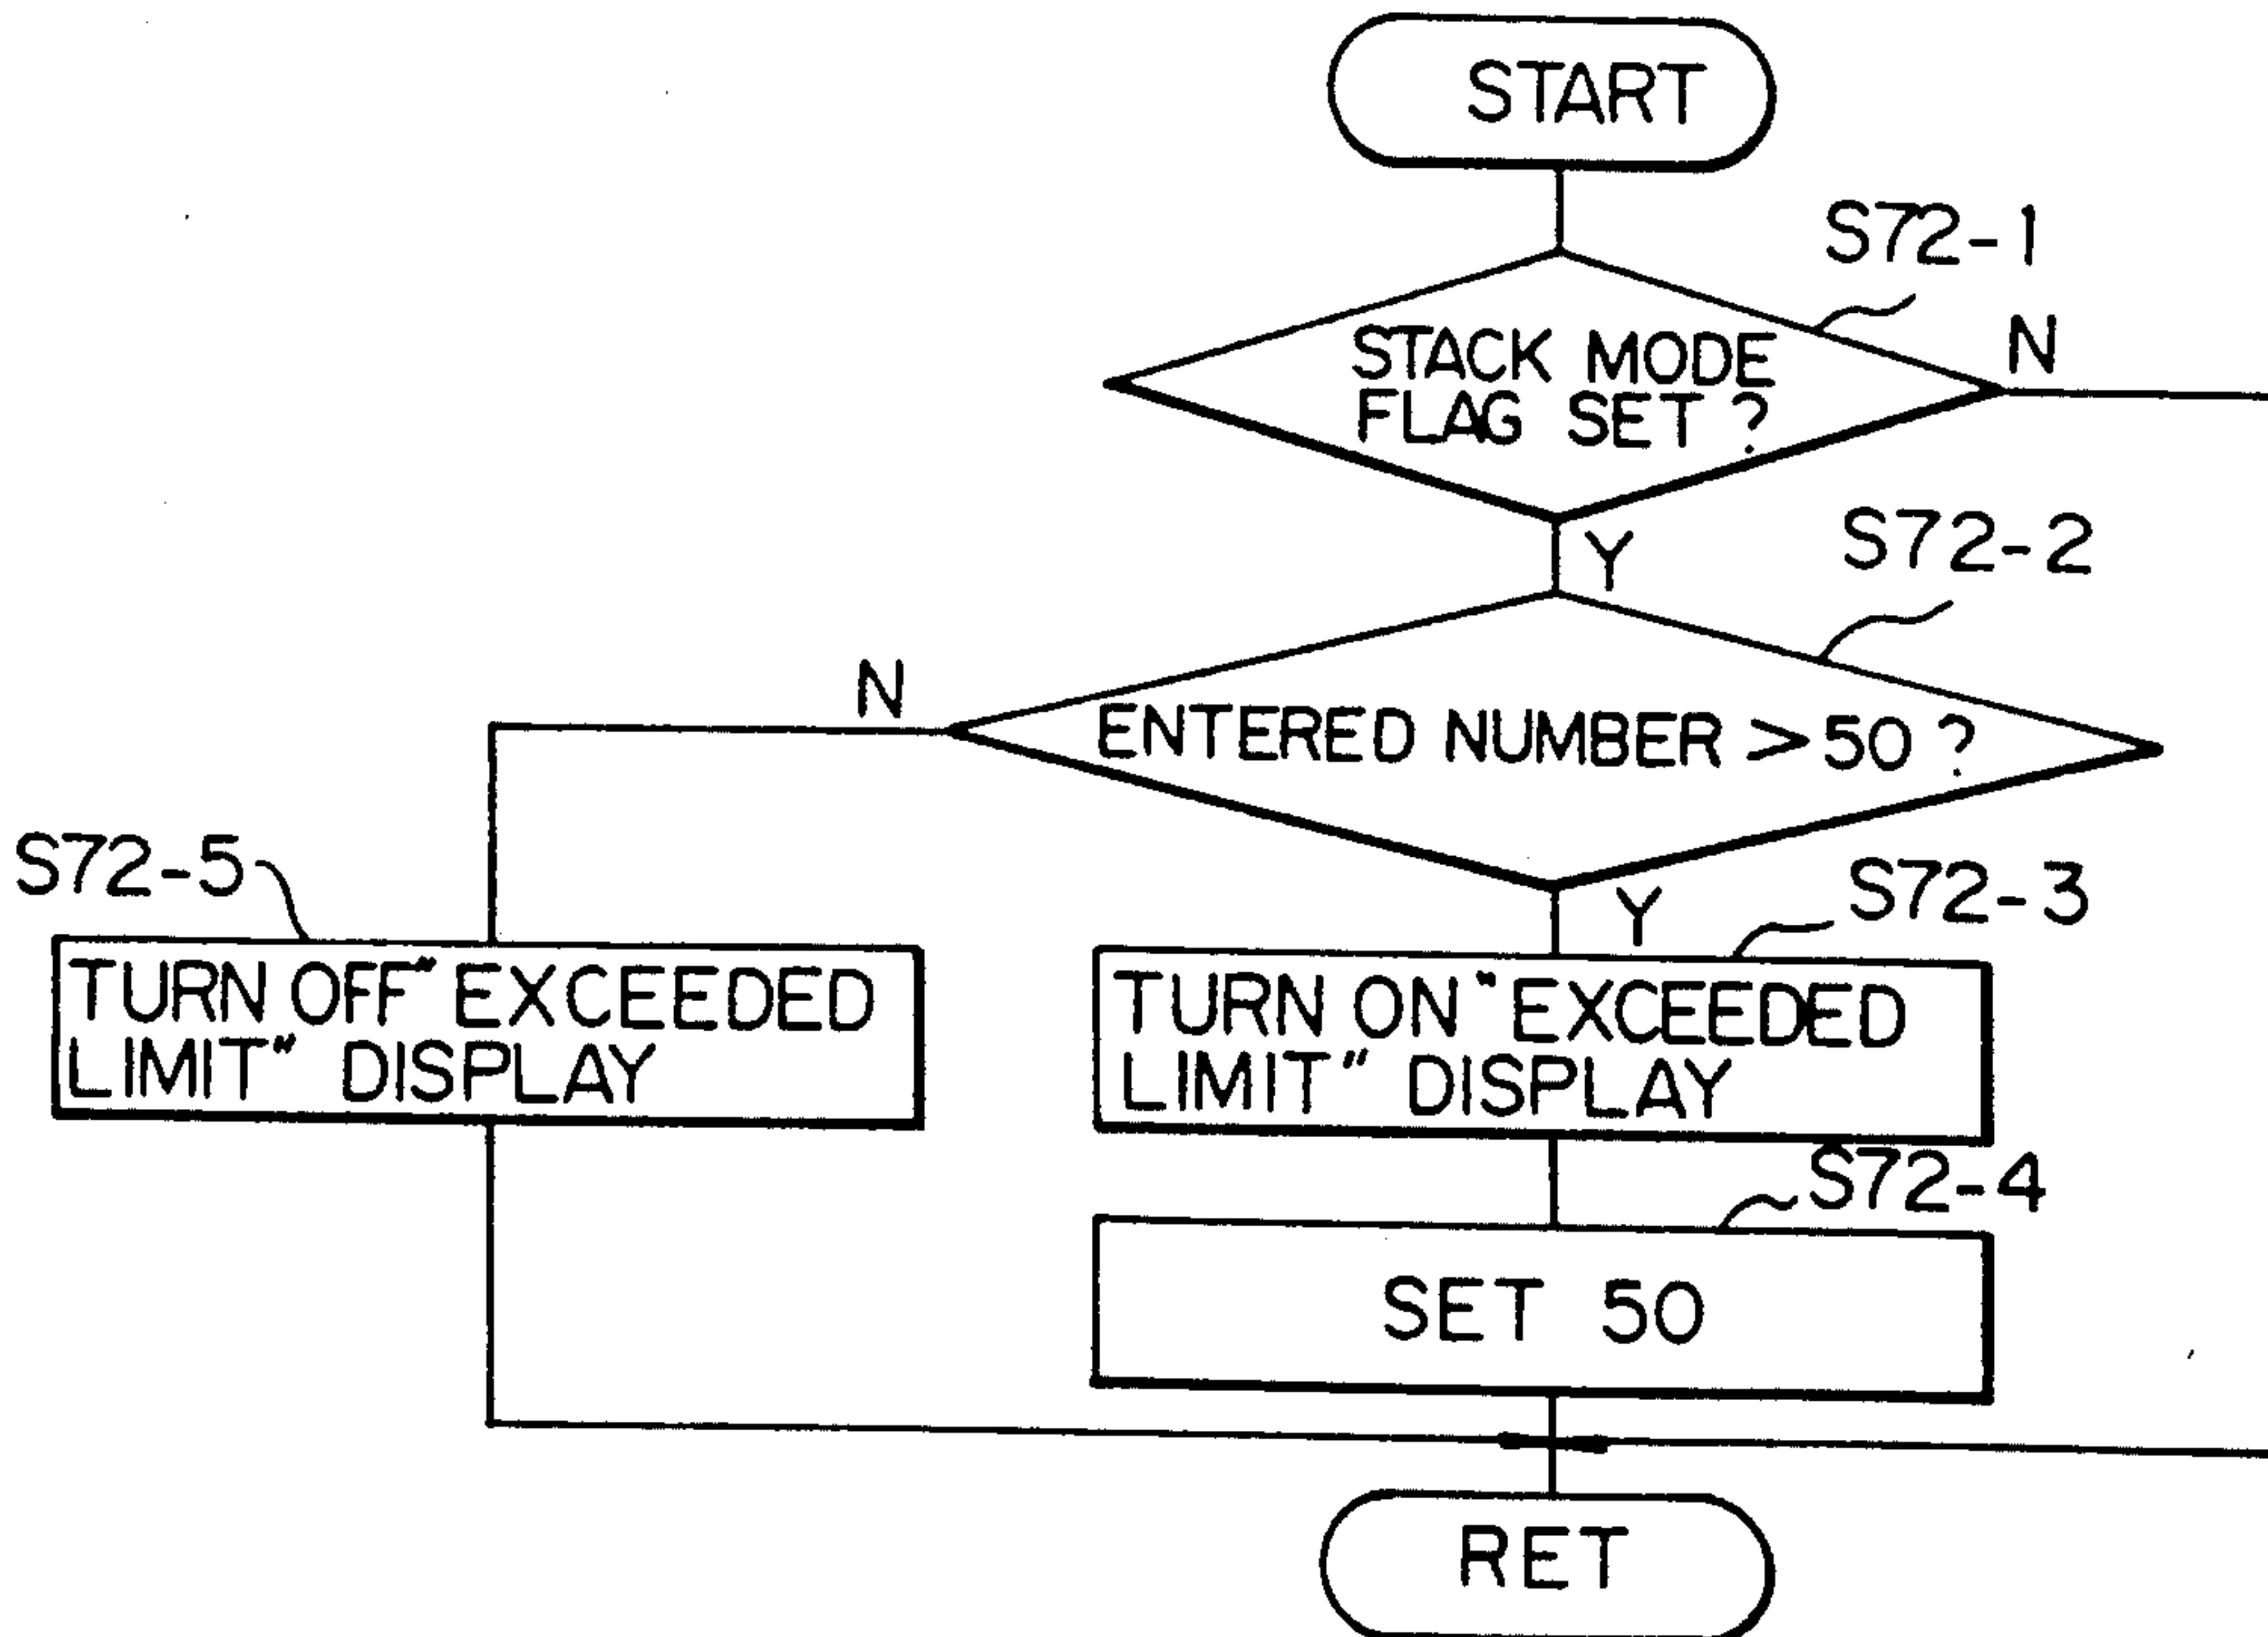 START
S72-1
STACK MODE
FLAG SET ?
N
Y
S72-2
N
ENTERED NUMBER > 50 ?
Y
S72-3
S72-5
TURN OFF "EXCEEDED
LIMIT" DISPLAY
TURN ON "EXCEEDED
LIMIT" DISPLAY
S72-4
SET 50
RET